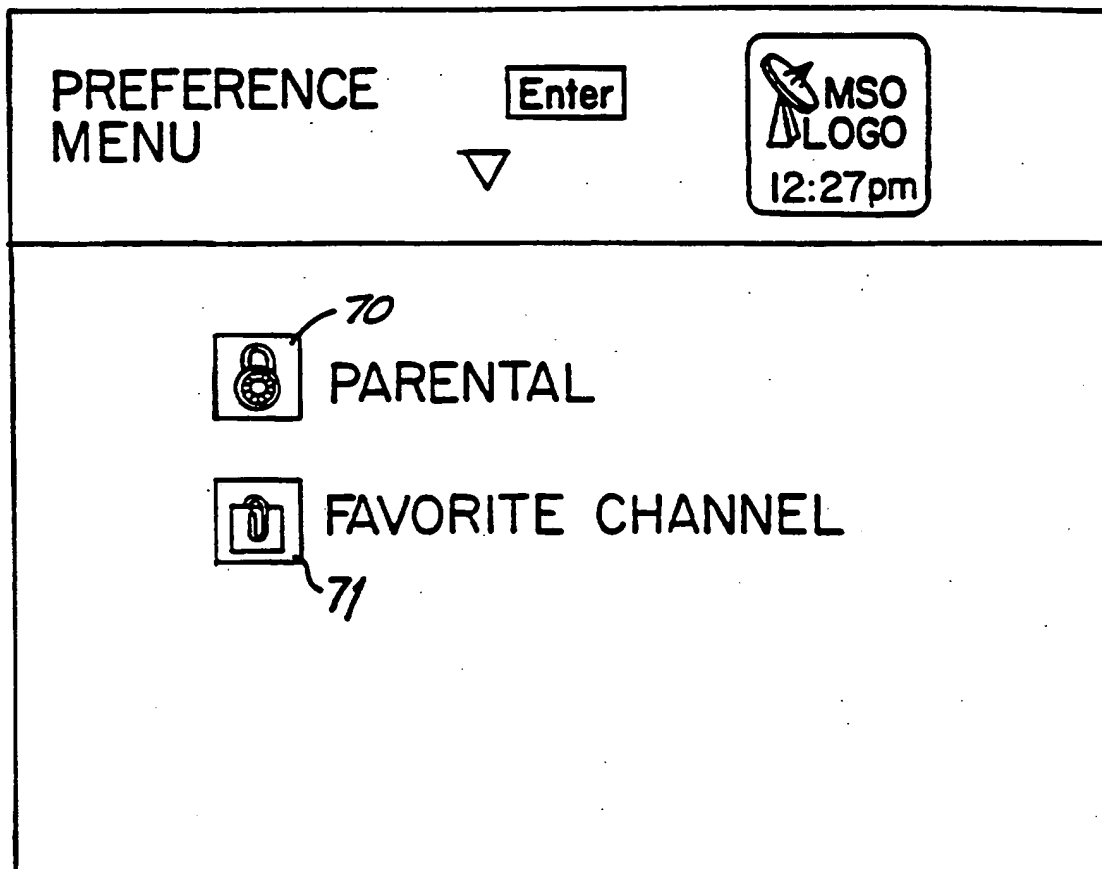 PREFERENCE
MENU
Enter
MSO
LOGO
12:27pm
70
PARENTAL
FAVORITE CHANNEL
71